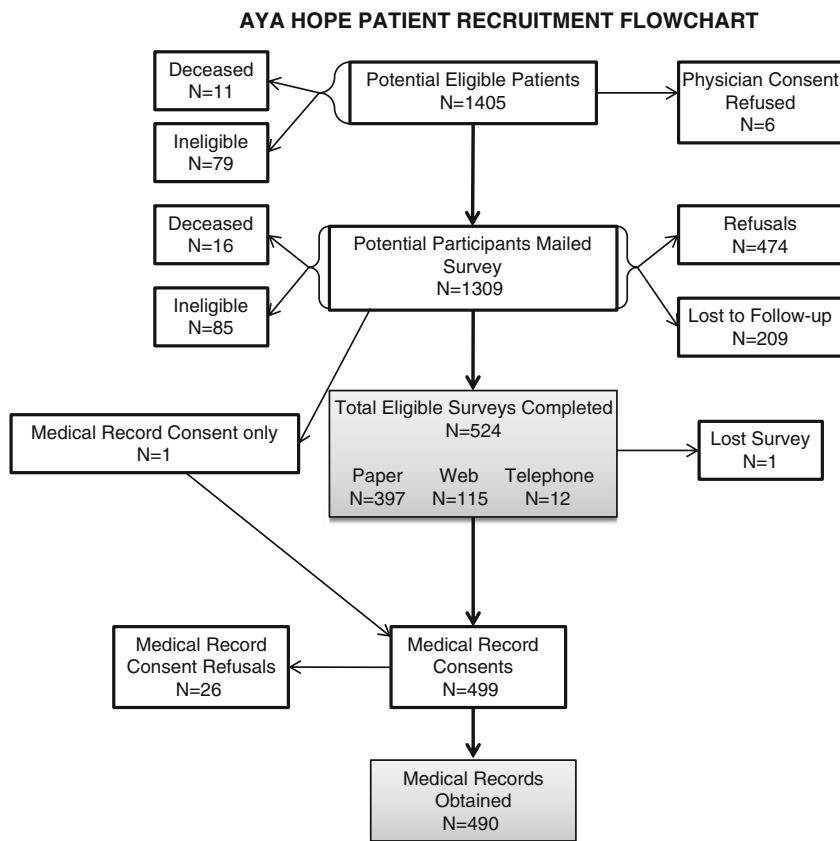 AYA HOPE PATIENT RECRUITMENT FLOWCHART
Deceased
N=11
Potential Eligible Patients
N=1405
Physician Consent
Refused
N=6
Ineligible
N=79
Deceased
N=16
Potential Participants Mailed
Survey
N=1309
Refusals
N=474
Ineligible
N=85
Lost to Follow-up
N=209
Total Eligible Surveys Completed
N=524
Paper Web Telephone
N=397 N=115 N=12
Medical Record Consent only
N=1
Lost Survey
N=1
Medical Record
Consent Refusals
N=26
Medical Record
Consents
N=499
Medical Records
Obtained
N=490